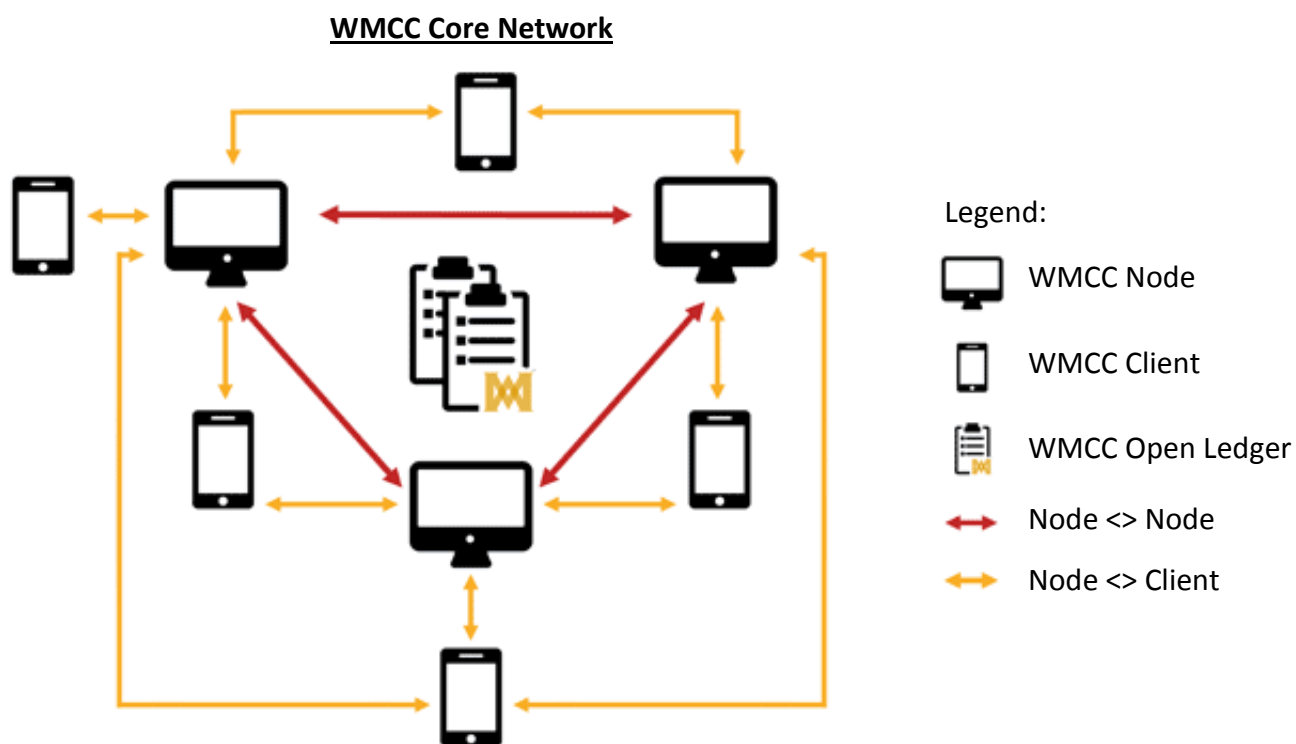 WMCC Core Network
Legend:
WMCC Node
WMCC Client
WMCC Open Ledger
Node <> Node
Node <> Client